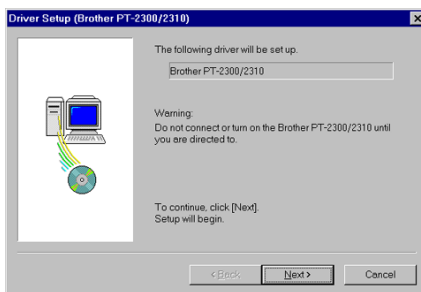 Driver Setup (Brother PT-2300/2310)
The following driver will be set up.
Brother PT-2300/2310
Warning:
Do not connect or turn on the Brother PT-2300/2310 until
you are directed to.
To continue, click [Next].
Setup will begin.
< Back
Next >
Cancel